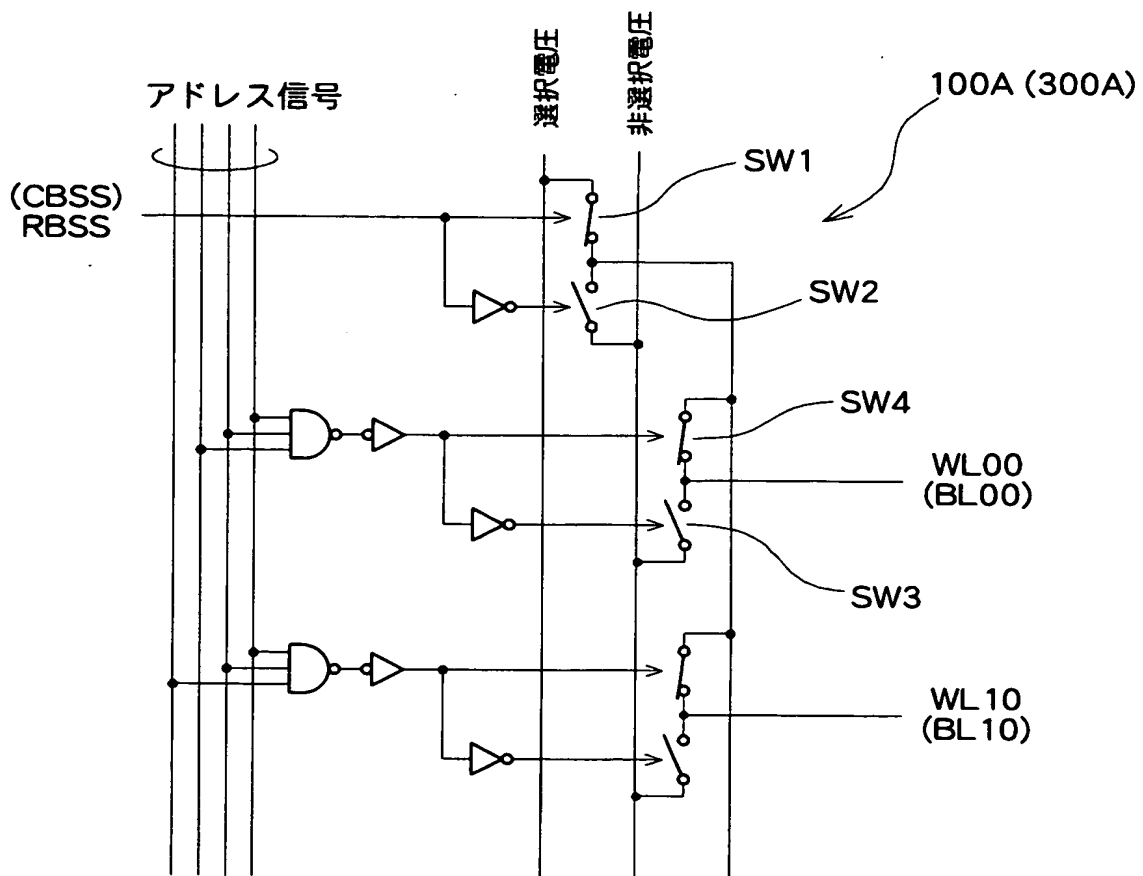 選択電圧
非選択電圧
アドレス信号
100A (300A)
(CBSS)
RBSS
SW1
SW2
SW4
WL00
(BL00)
SW3
WL10
(BL10)